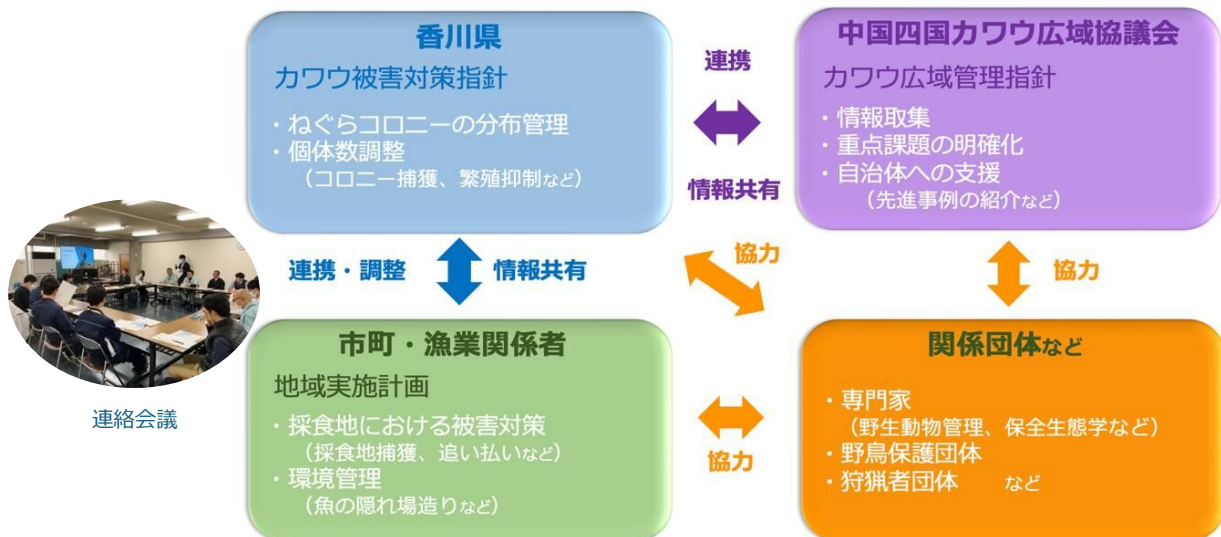 香川県
カワウ被害対策指針
・ねぐらコロニーの分布管理
・個体数調整
（コロニー捕獲、繁殖抑制など）
連携
情報共有
中国四国カワウ広域協議会
カワウ広域管理指針
・情報取集
・重点課題の明確化
・自治体への支援
（先進事例の紹介など）
連携・調整
情報共有
協力
協力
連絡会議
市町・漁業関係者
地域実施計画
・採食地における被害対策
（採食地捕獲、追い払いなど）
・環境管理
（魚の隠れ場造りなど）
協力
関係団体など
・専門家
（野生動物管理、保全生態学など）
・野鳥保護団体
・狩猟者団体　など